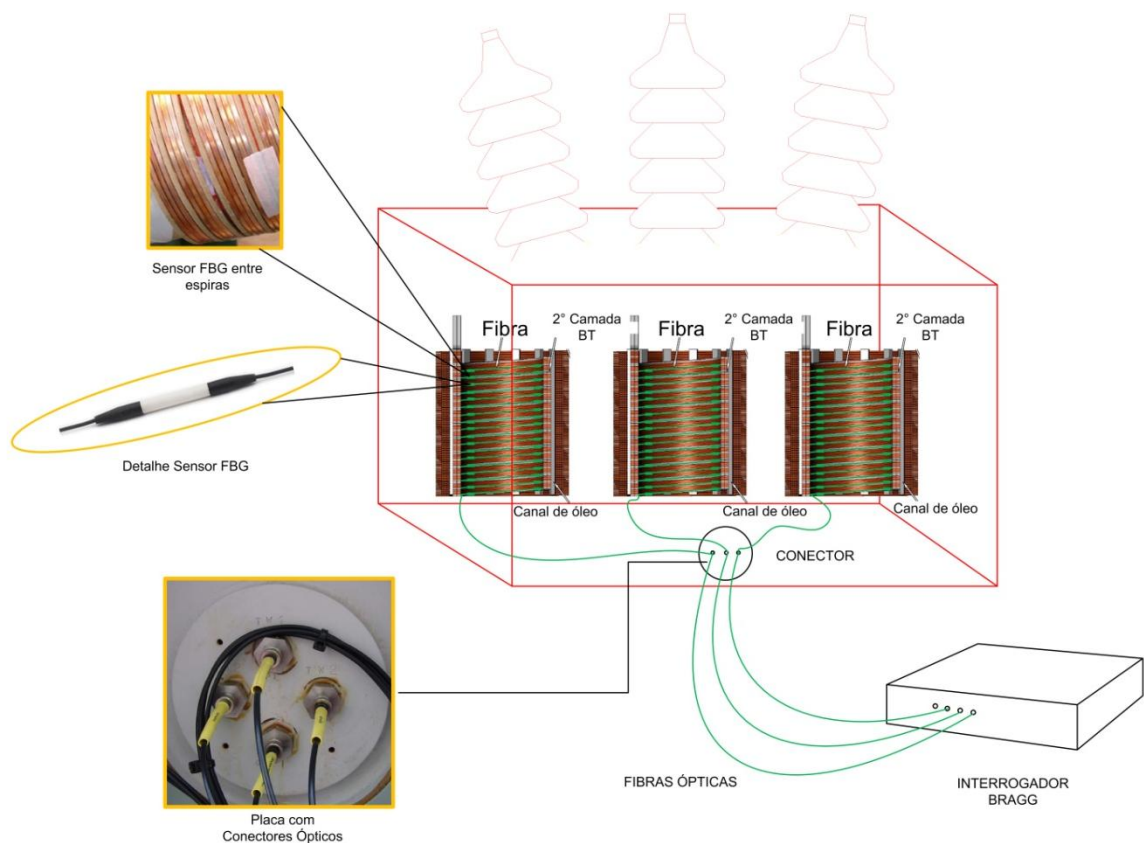 Sensor FBG entre
espiras
Fibra
2° Camada
BT
Fibra
2° Camada
BT
Fibra
2° Camada
BT
Detalhe Sensor FBG
Canal de óleo
Canal de óleo
Canal de óleo
CONECTOR
Placa com
Conectores Ópticos
FIBRAS ÓPTICAS
INTERROGADOR
BRAGG